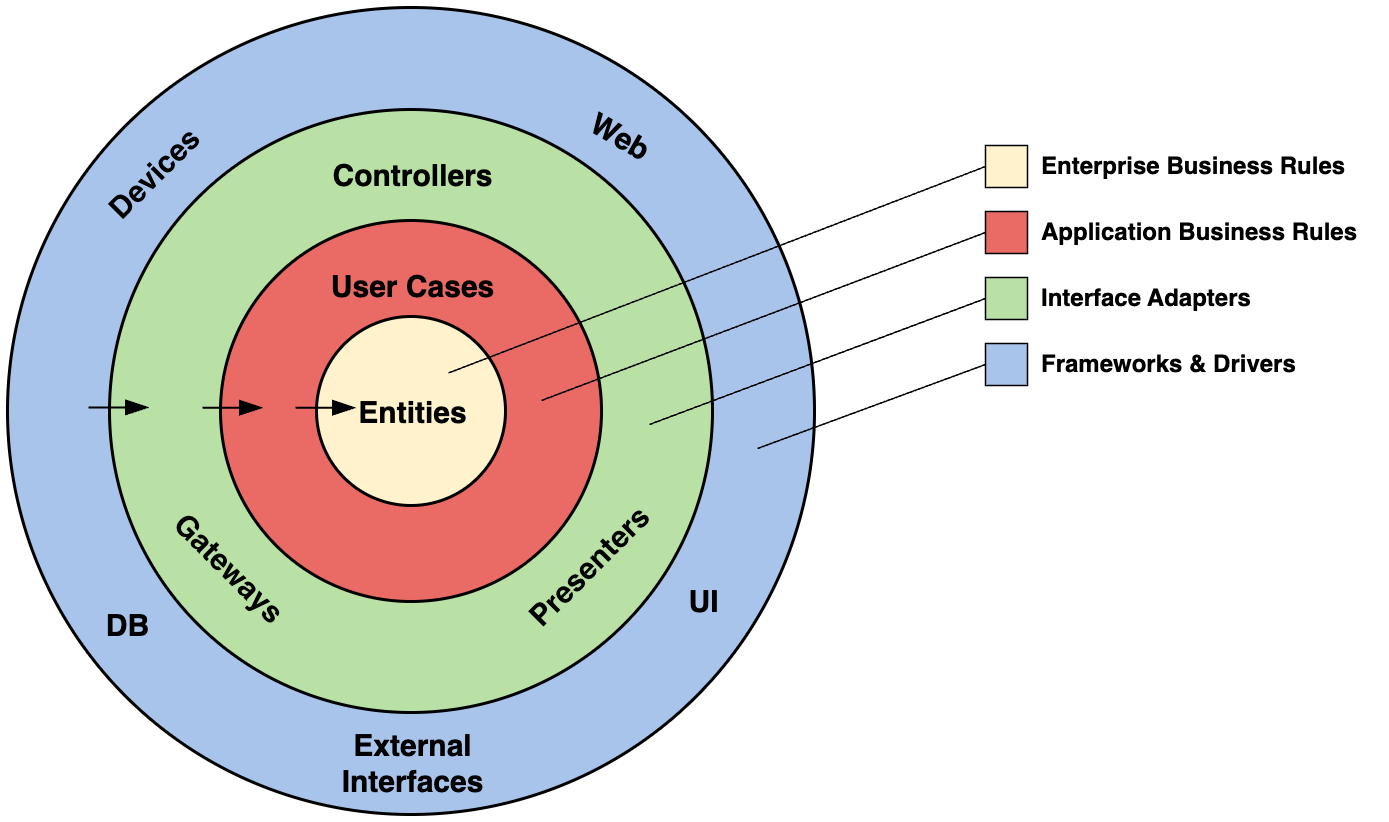 Devices
Web
Controllers
User Cases
Entities
Gateways
Presenters
DB
UI
External
Interfaces
Enterprise Business Rules
Application Business Rules
Interface Adapters
Frameworks & Drivers